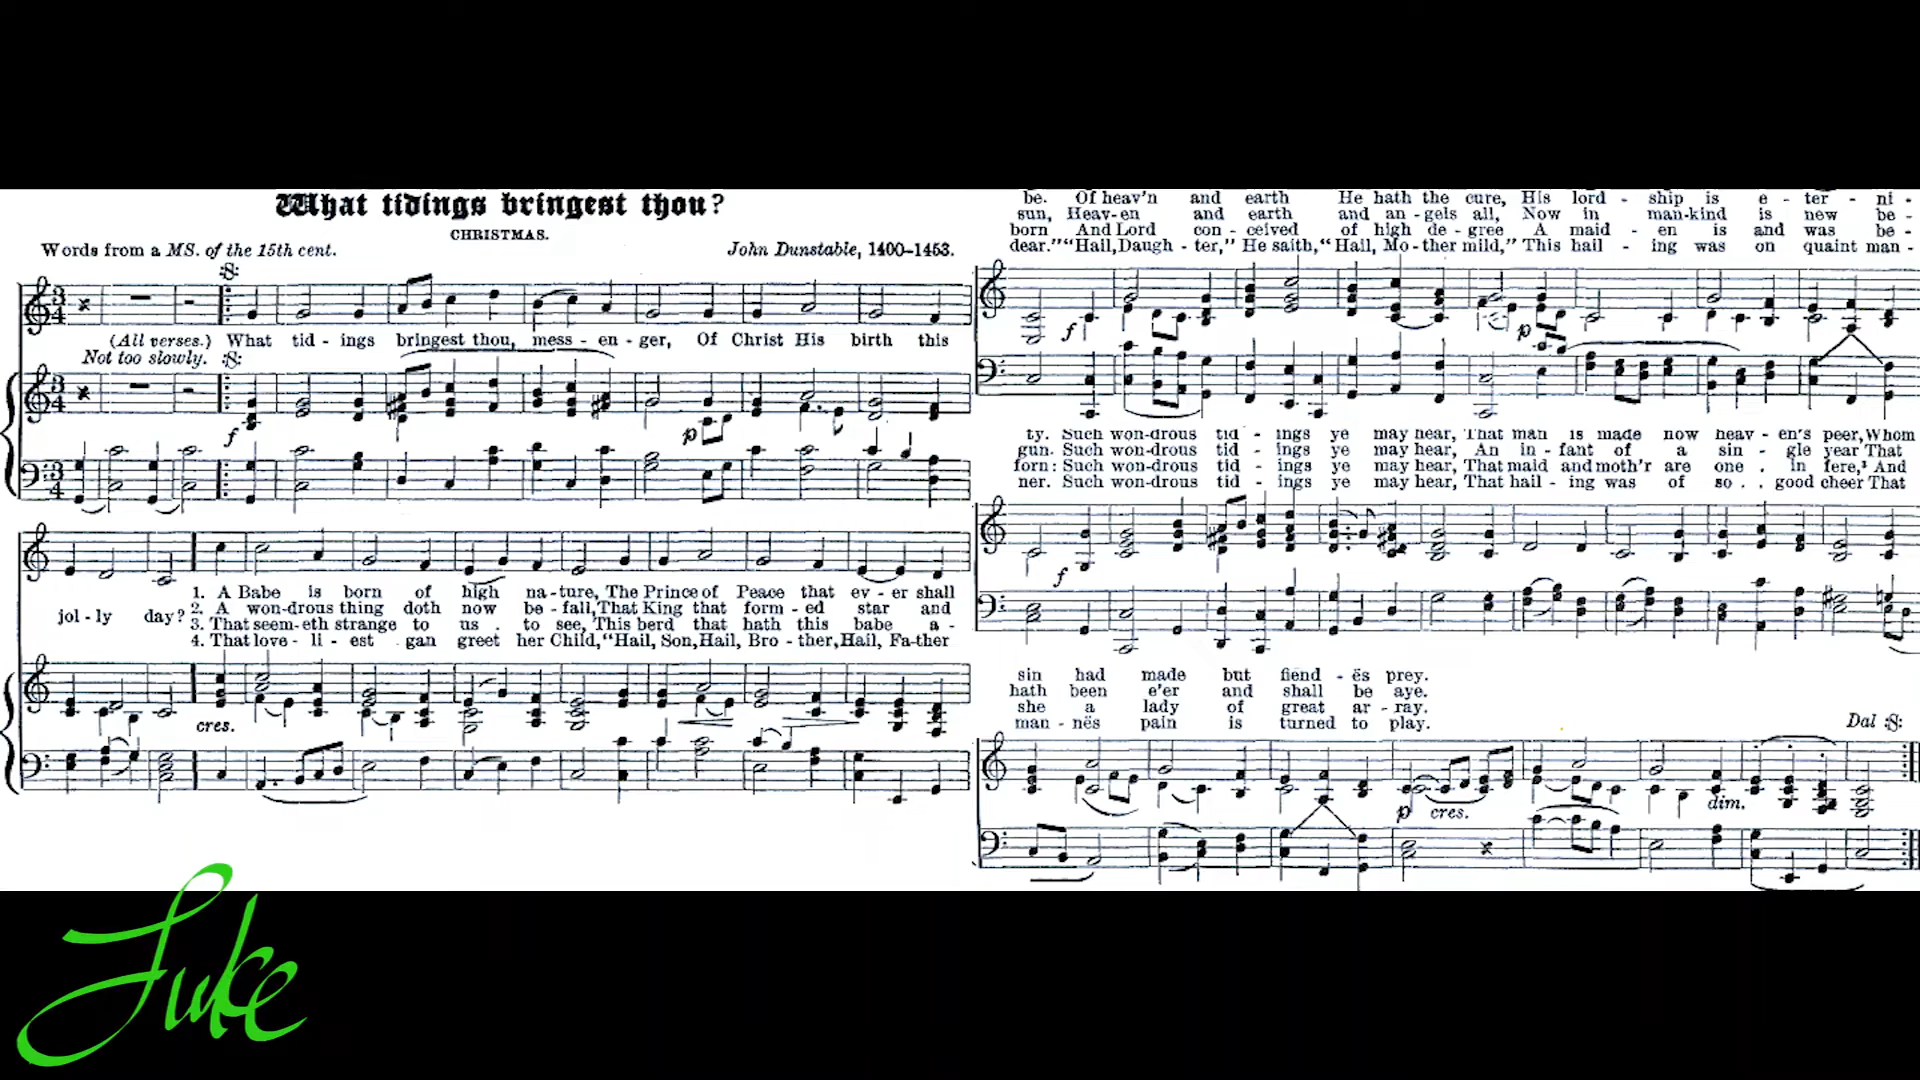 What tidings bringest thou?
CHRISTMAS.
Words from a MS. of the 15th cent.
John Dunstable, 1400–1453.
(All verses.) What tid - ings bringest thou, mess - en - ger, Of Christ His birth this
Not too slowly.
f
p
1. A Babe is born of high na - ture, The Prince of Peace that ev - er shall
jol - ly day? 2. A won-drous thing doth now be - fall, That King that form - ed star and
3. That seem-eth strange to us . to see, This berd that hath this babe a -
4. That love - li - est gan greet her Child, "Hail, Son, Hail, Bro - ther, Hail, Fa-ther
cres.
be. Of heav'n and earth He hath the cure, His lord - ship is e - ter - ni -
sun, Heav-en and earth and an-gels all, Now in man-kind is new be -
born And Lord con - ceived of high de - gree A maid - en is and was be -
dear." "Hail, Daugh - ter," He saith, "Hail, Mo-ther mild," This hail - ing was on quaint man -
f
p
ty. Such won-drous tid - ings ye may hear, That man is made now heav - en's peer, Whom
gun. Such won-drous tid - ings ye may hear, An in - fant of a sin - gle year That
forn: Such won-drous tid - ings ye may hear, That maid and moth'r are one . in fere,¹ And
ner. Such won-drous tid - ings ye may hear, That hail - ing was of so . . good cheer That
f
sin had made but fiend - ës prey.
hath been e'er and shall be aye.
she a lady of great ar - ray.
man - nës pain is turned to play.
Dal
p cres.
dim.
Luke